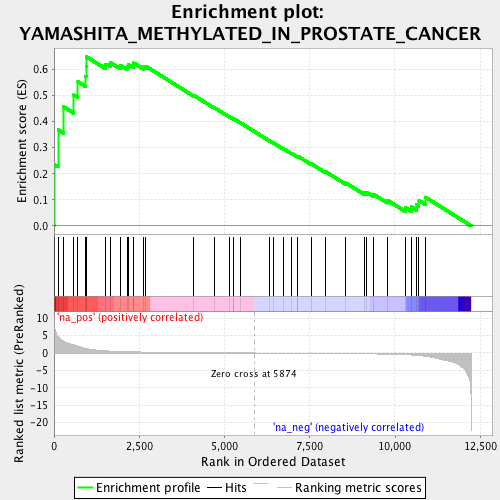 Enrichment plot:
YAMASHITA_METHYLATED_IN_PROSTATE_CANCER
Enrichment score (ES)
0.6
0.5
0.4
0.3
0.2
0.1
0.0
'na_pos' (positively correlated)
Ranked list metric (PreRanked)
10
5
0
-5
-10
-15
-20
Zero cross at 5874
'na_neg' (negatively correlated)
0
2,500
5,000
7,500
10,000
12,500
Rank in Ordered Dataset
Enrichment profile
Hits
Ranking metric scores